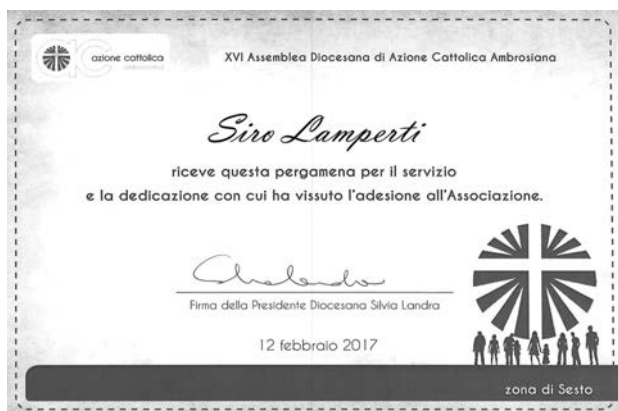 azione cattolica
XVI Assemblea Diocesana di Azione Cattolica Ambrosiana
Siro Lamperti
riceve questa pergamena per il servizio
e la dedicazione con cui ha vissuto l'adesione all'Associazione.
Firma della Presidente Diocesana Silvia Landra
12 febbraio 2017
zona di Sesto